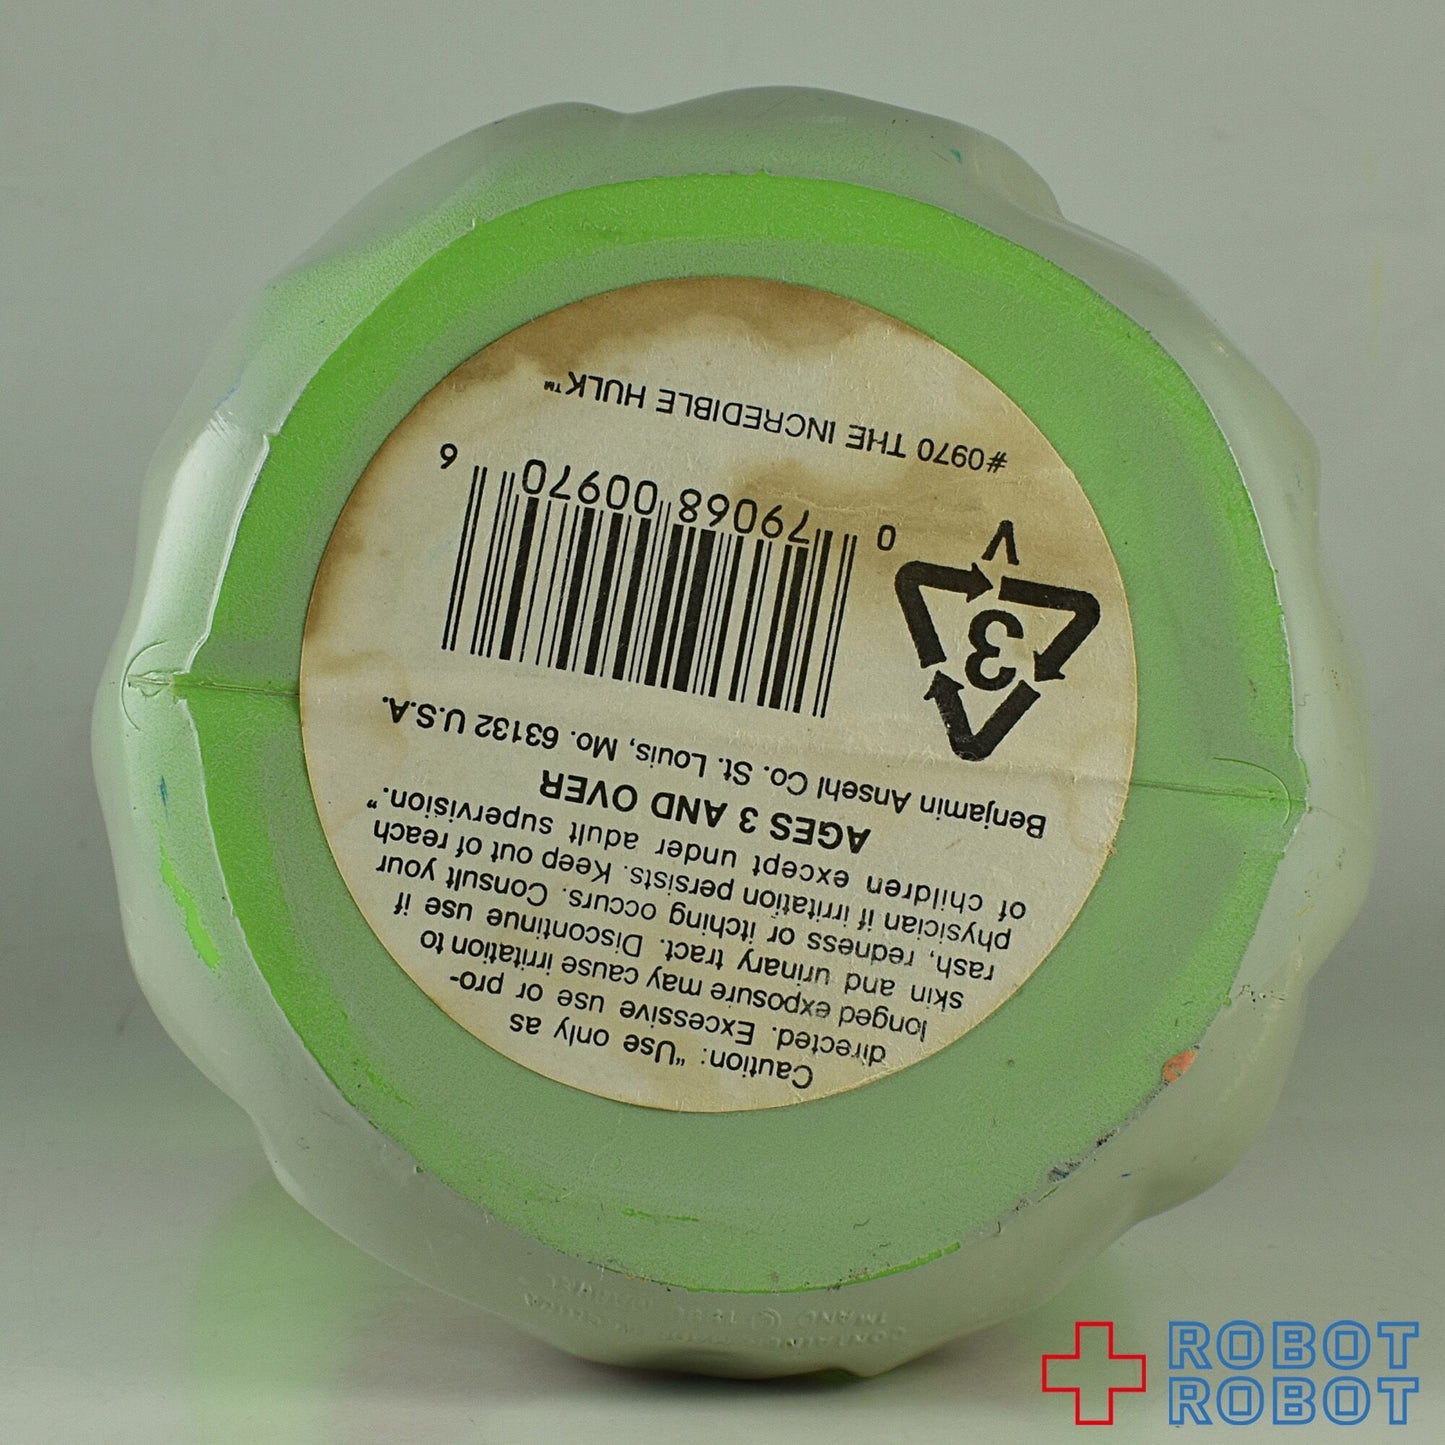 Caution: "Use only as
directed. Excessive use or pro-
longed exposure may cause irritation to
skin and urinary tract. Discontinue use if
rash, redness or itching occurs. Consult your
physician if irritation persists. Keep out of reach
of children except under adult supervision."
AGES 3 AND OVER
Benjamin Ansehl Co. St. Louis, Mo. 63132 U.S.A.
3
V
0 79068 00970 6
#0970 THE INCREDIBLE HULK™
ROBOT
ROBOT